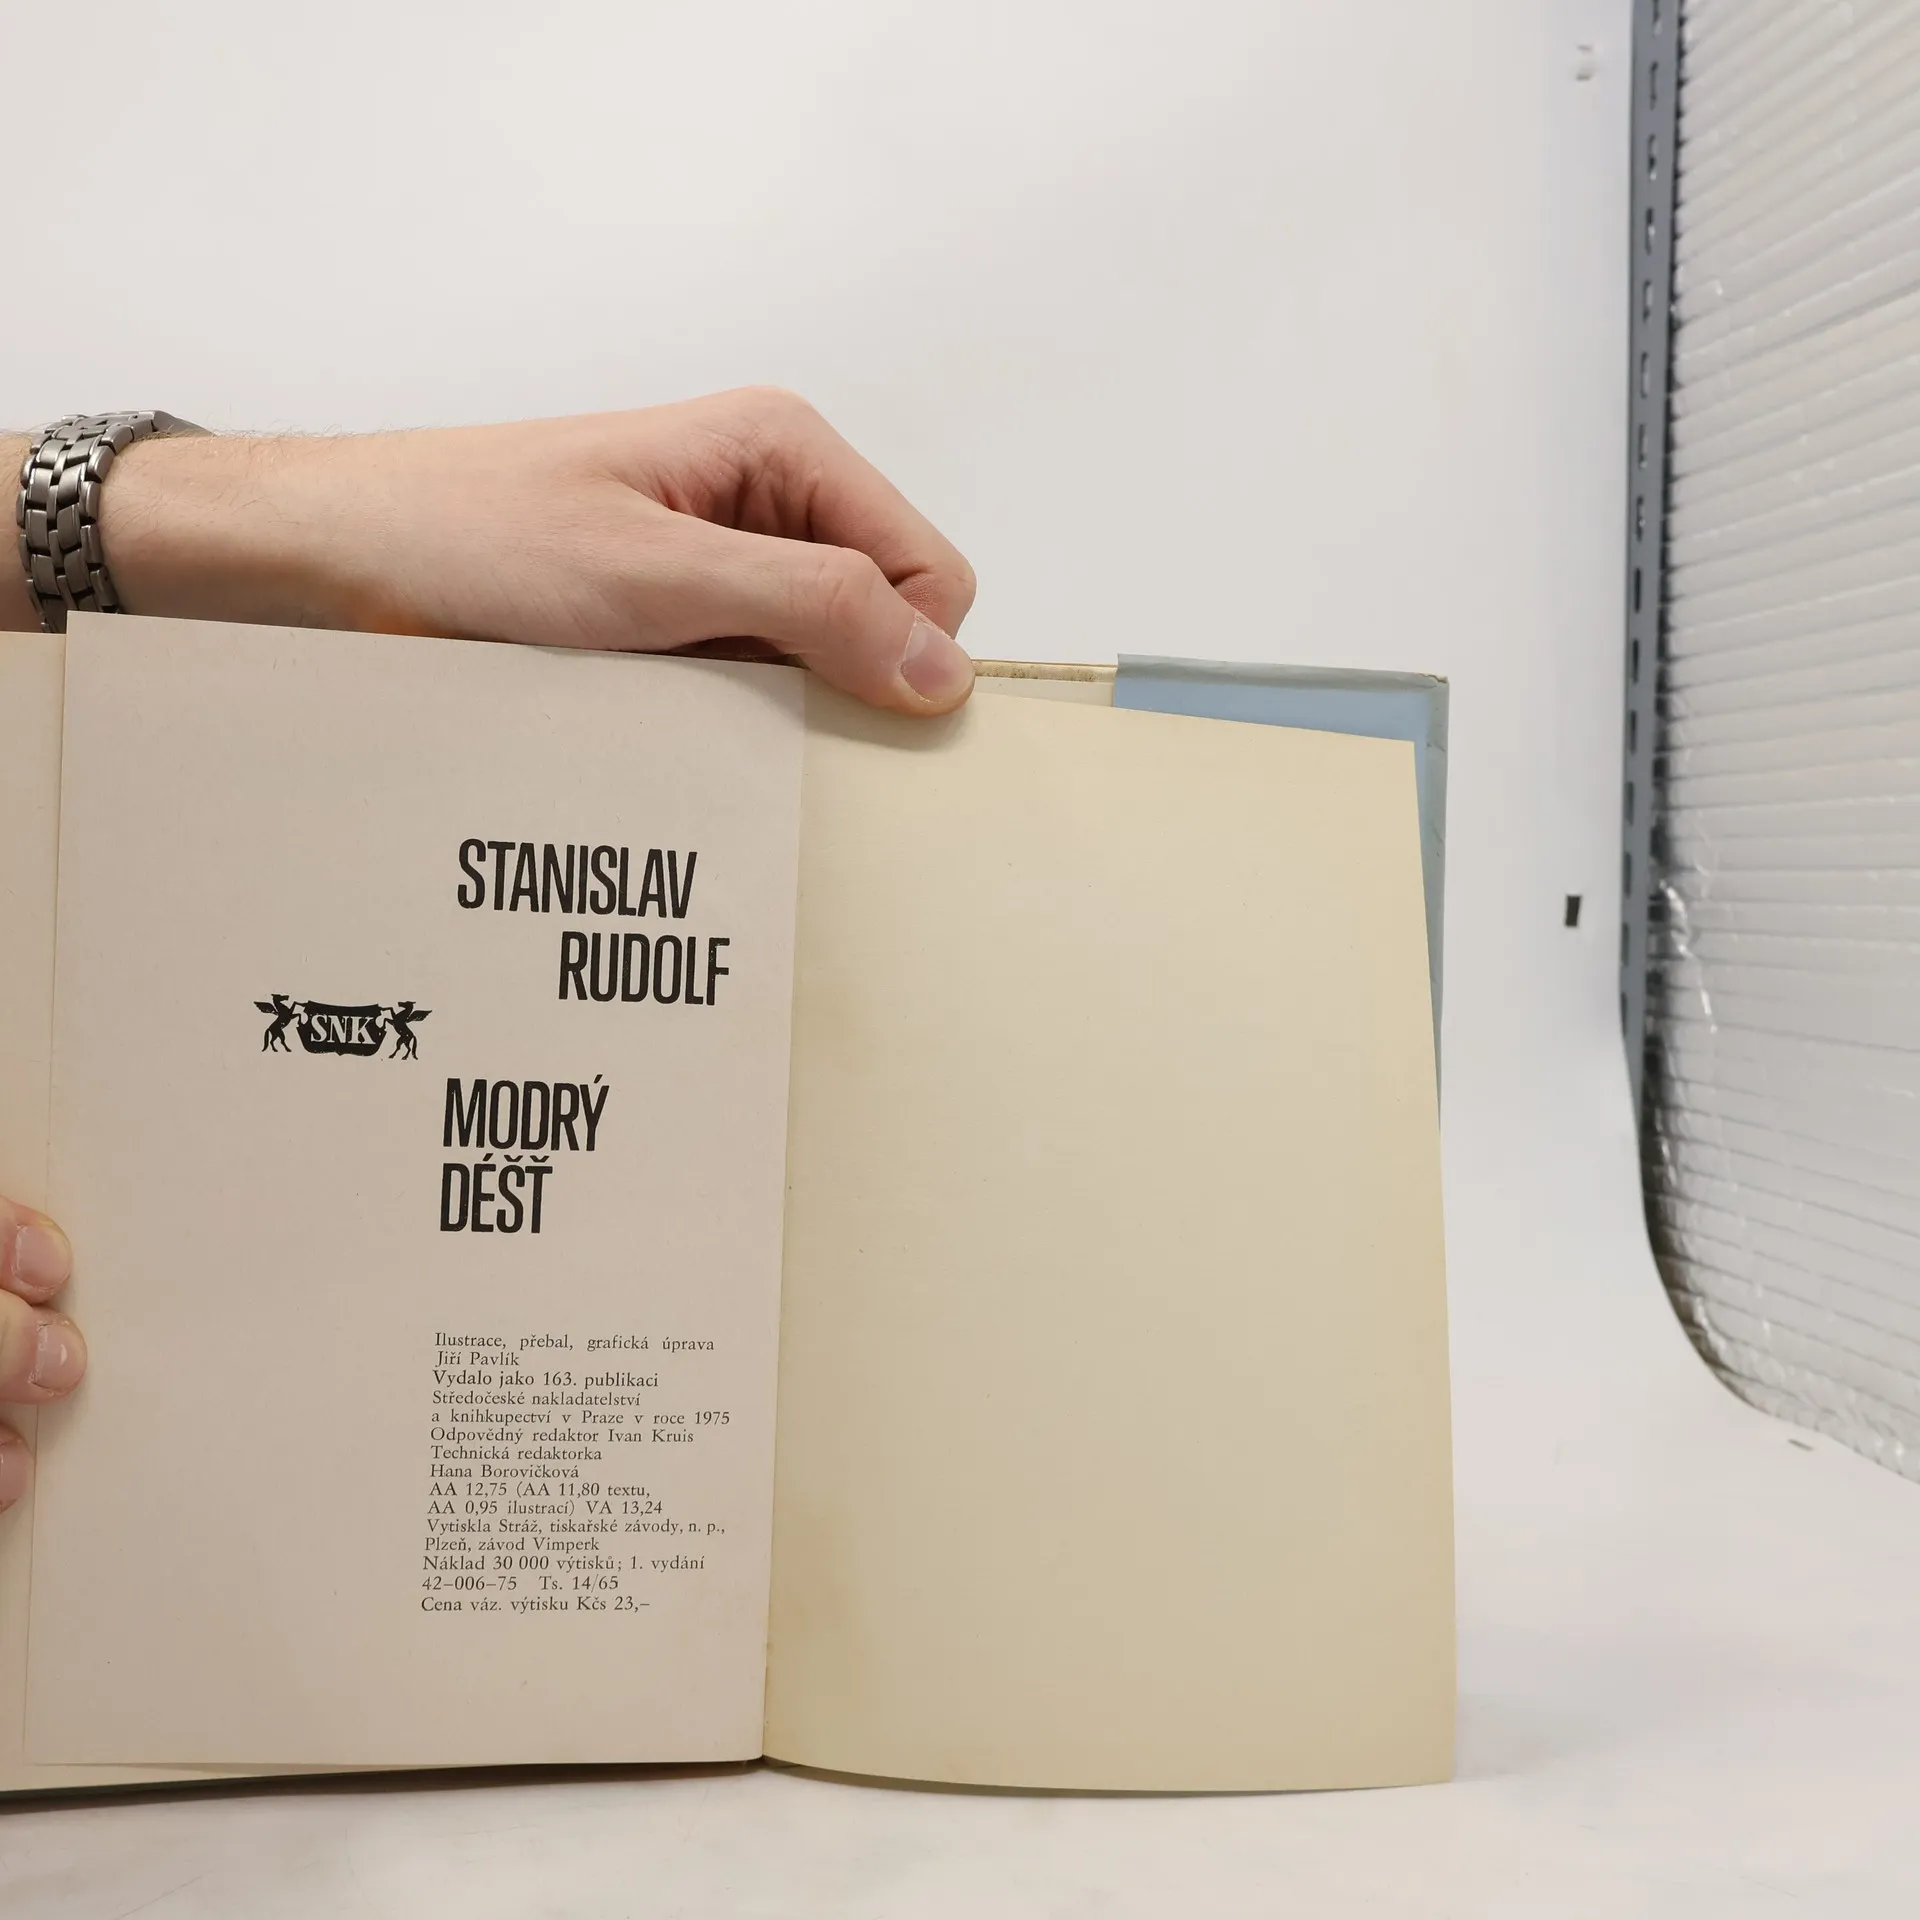 STANISLAV
RUDOLF
SNK
MODRÝ
DÉŠŤ
Ilustrace, přebal, grafická úprava
Jiří Pavlík
Vydalo jako 163. publikaci
Středočeské nakladatelství
a knihkupectví v Praze v roce 1975
Odpovědný redaktor Ivan Kruis
Technická redaktorka
Hana Borovičková
AA 12,75 (AA 11,80 textu,
AA 0,95 ilustrací) VA 13,24
Vytiskla Stráž, tiskařské závody, n. p.,
Plzeň, závod Vimperk
Náklad 30 000 výtisků; 1. vydání
42–006–75 Ts. 14/65
Cena váz. výtisku Kčs 23,–